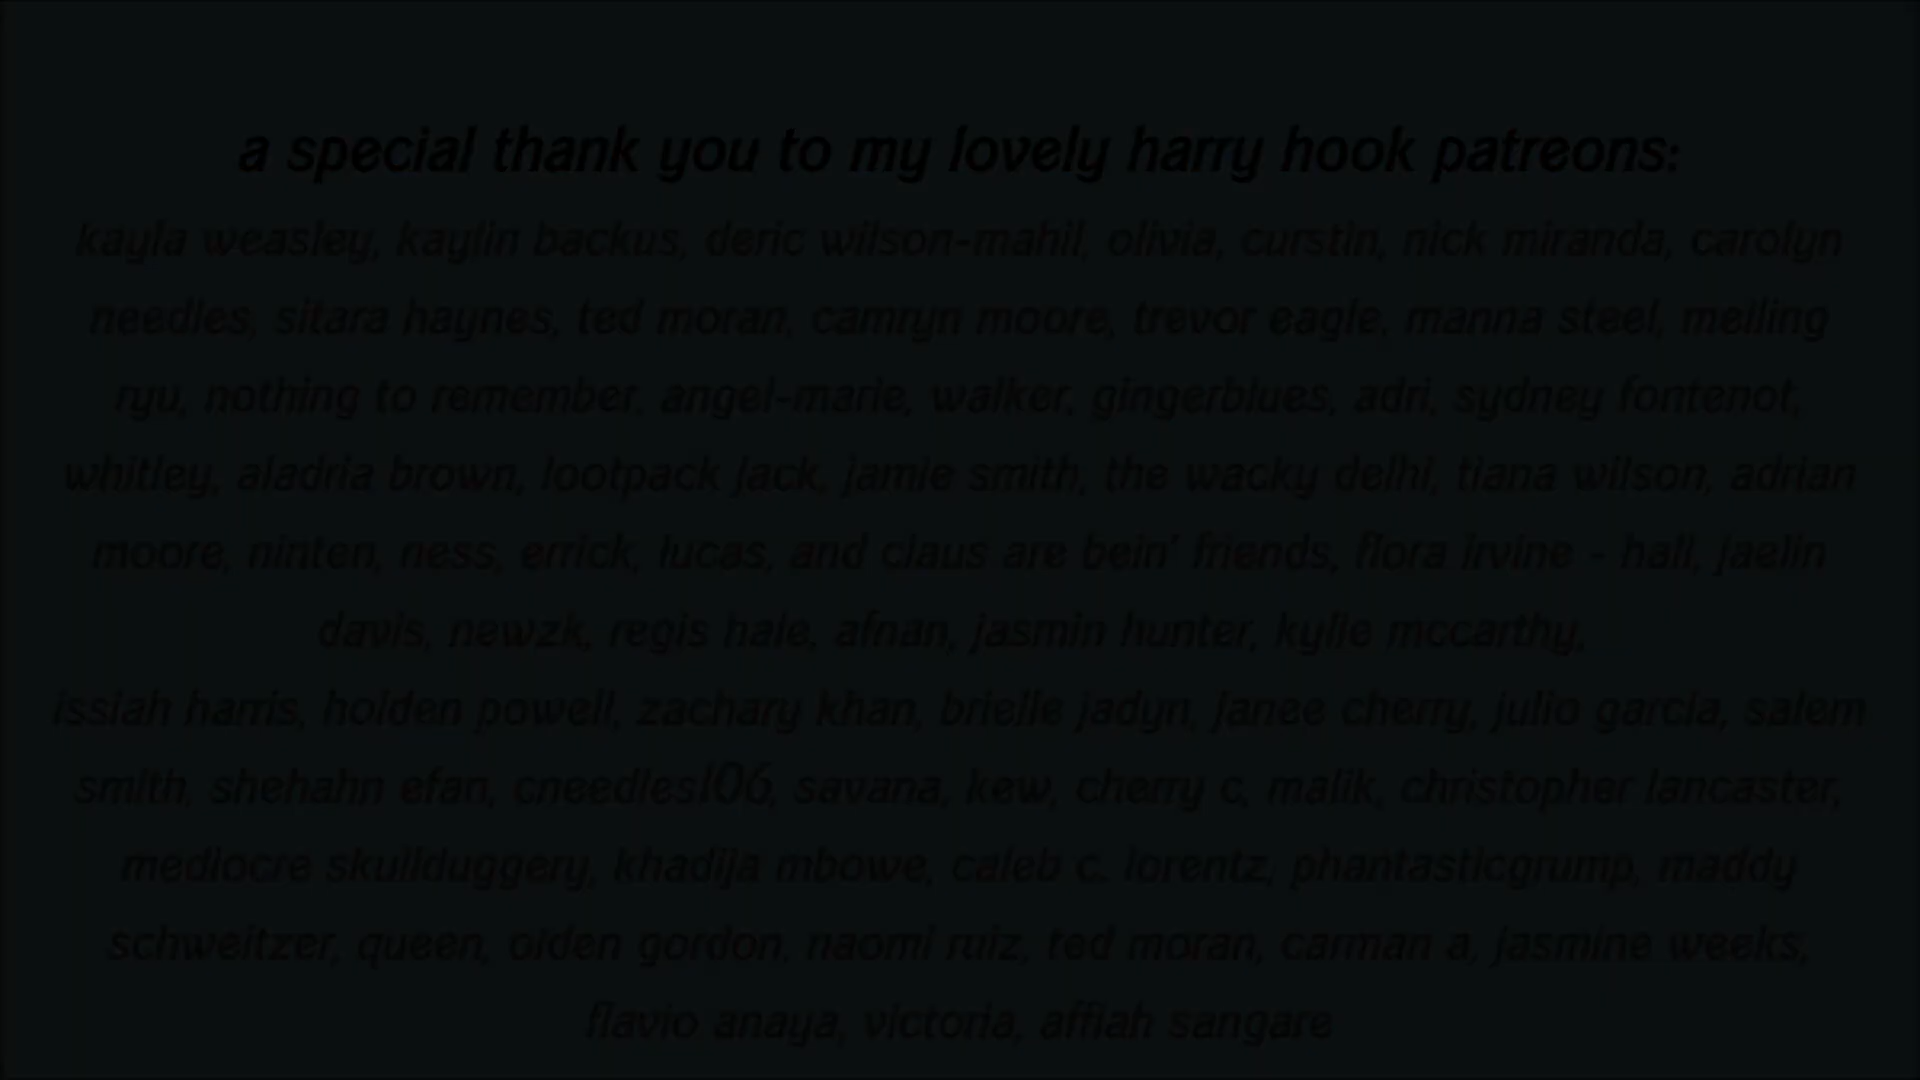 a special thank you to my lovely harry hook patreons:
kayla weasley, kaylin backus, deric wilson-mahil, olivia, curstin, nick miranda, carolyn
needles, sitara haynes, ted moran, camryn moore, trevor eagle, manna steel, meiling
ryu, nothing to remember, angel-marie, walker, gingerblues, adri, sydney fontenot,
whitley, aladria brown, lootpack jack, jamie smith, the wacky delhi, tiana wilson, adrian
moore, ninten, ness, errick, lucas, and claus are bein' friends, flora irvine - hall, jaelin
davis, newzk, regis hale, afnan, jasmin hunter, kylie mccarthy,
issiah harris, holden powell, zachary khan, brielle jadyn, janee cherry, julio garcia, salem
smith, shehahn efan, cneedles106, savana, kew, cherry c, malik, christopher lancaster,
mediocre skullduggery, khadija mbowe, caleb c. lorentz, phantasticgrump, maddy
schweitzer, queen, olden gordon, naomi ruiz, ted moran, carman a, jasmine weeks,
flavio anaya, victoria, affiah sangare